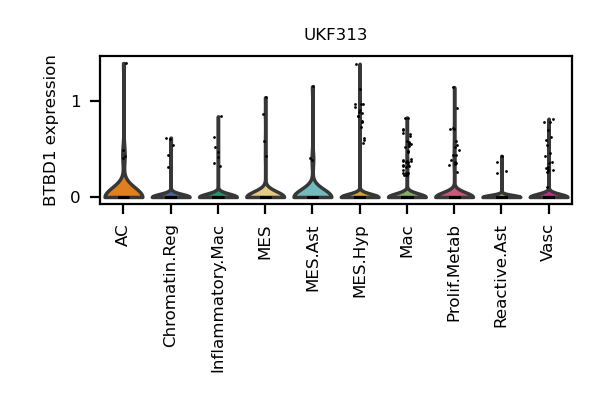 UKF313
BTBD1 expression
1
0
AC
Chromatin.Reg
Inflammatory.Mac
MES
MES.Ast
MES.Hyp
Mac
Prolif.Metab
Reactive.Ast
Vasc